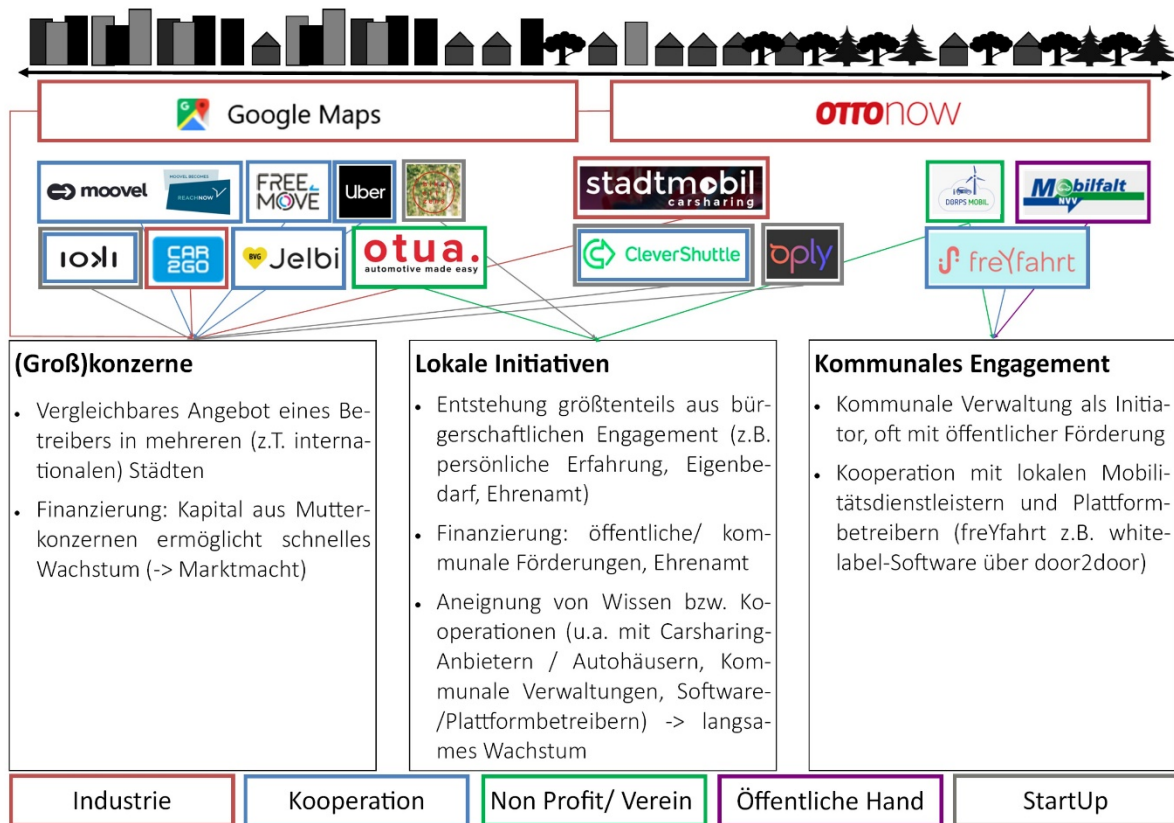 Google Maps
OTTO now
moovel
MOOVEL BECOMES
REACHNOW
FREE2
MOVE
Uber
stadtmobil
carsharing
DORPS MOBIL
Mobilfalt
NVV
ioki
CAR
2GO
BVG
Jelbi
otua.
automotive made easy
CleverShuttle
oply
freYfahrt
(Groß)konzerne
• Vergleichbares Angebot eines Be-
treibers in mehreren (z.T. interna-
tionalen) Städten
• Finanzierung: Kapital aus Mutter-
konzernen ermöglicht schnelles
Wachstum (-> Marktmacht)
Lokale Initiativen
• Entstehung größtenteils aus bür-
gerschaftlichen Engagement (z.B.
persönliche Erfahrung, Eigenbe-
darf, Ehrenamt)
• Finanzierung: öffentliche/ kom-
munale Förderungen, Ehrenamt
• Aneignung von Wissen bzw. Ko-
operationen (u.a. mit Carsharing-
Anbietern / Autohäusern, Kom-
munale Verwaltungen, Software-
/Plattformbetreibern) -> langsa-
mes Wachstum
Kommunales Engagement
• Kommunale Verwaltung als Initia-
tor, oft mit öffentlicher Förderung
• Kooperation mit lokalen Mobili-
tätsdienstleistern und Plattform-
betreibern (freYfahrt z.B. white-
label-Software über door2door)
Industrie
Kooperation
Non Profit/ Verein
Öffentliche Hand
StartUp